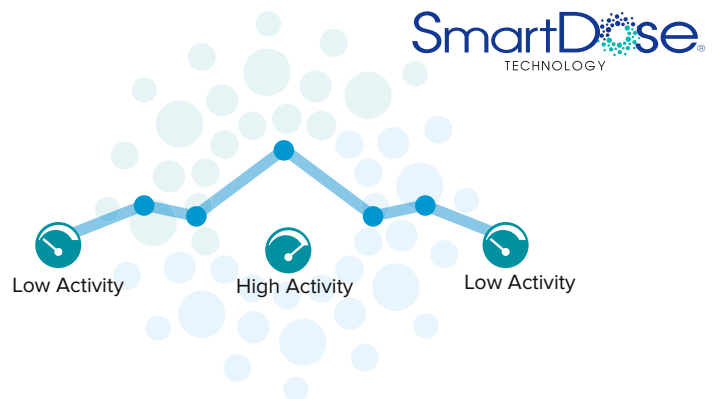 SmartDose®
TECHNOLOGY
Low Activity
High Activity
Low Activity